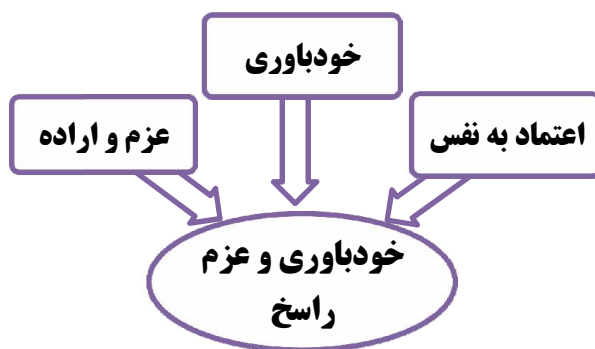 خودباوری
اعتماد به نفس
عزم و اراده
خودباوری و عزم
راسخ